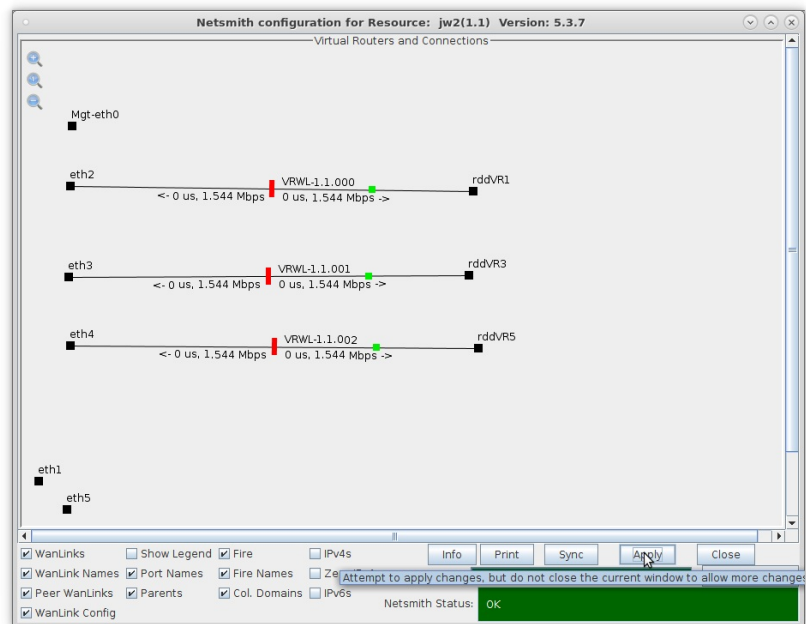 Netsmith configuration for Resource: jw2(1.1) Version: 5.3.7
Virtual Routers and Connections
Mgt-eth0
eth2
VRWL-1.1.000
rddVR1
<- 0 us, 1.544 Mbps 0 us, 1.544 Mbps ->
eth3
VRWL-1.1.001
rddVR3
<- 0 us, 1.544 Mbps 0 us, 1.544 Mbps ->
eth4
VRWL-1.1.002
rddVR5
<- 0 us, 1.544 Mbps 0 us, 1.544 Mbps ->
eth1
eth5
WanLinks Show Legend Fire IPv4s Info Print Sync Apply Close
WanLink Names Port Names Fire Names
Attempt to apply changes, but do not close the current window to allow more changes
Peer WanLinks Parents Col. Domains IPv6s Netsmith Status: OK
WanLink Config